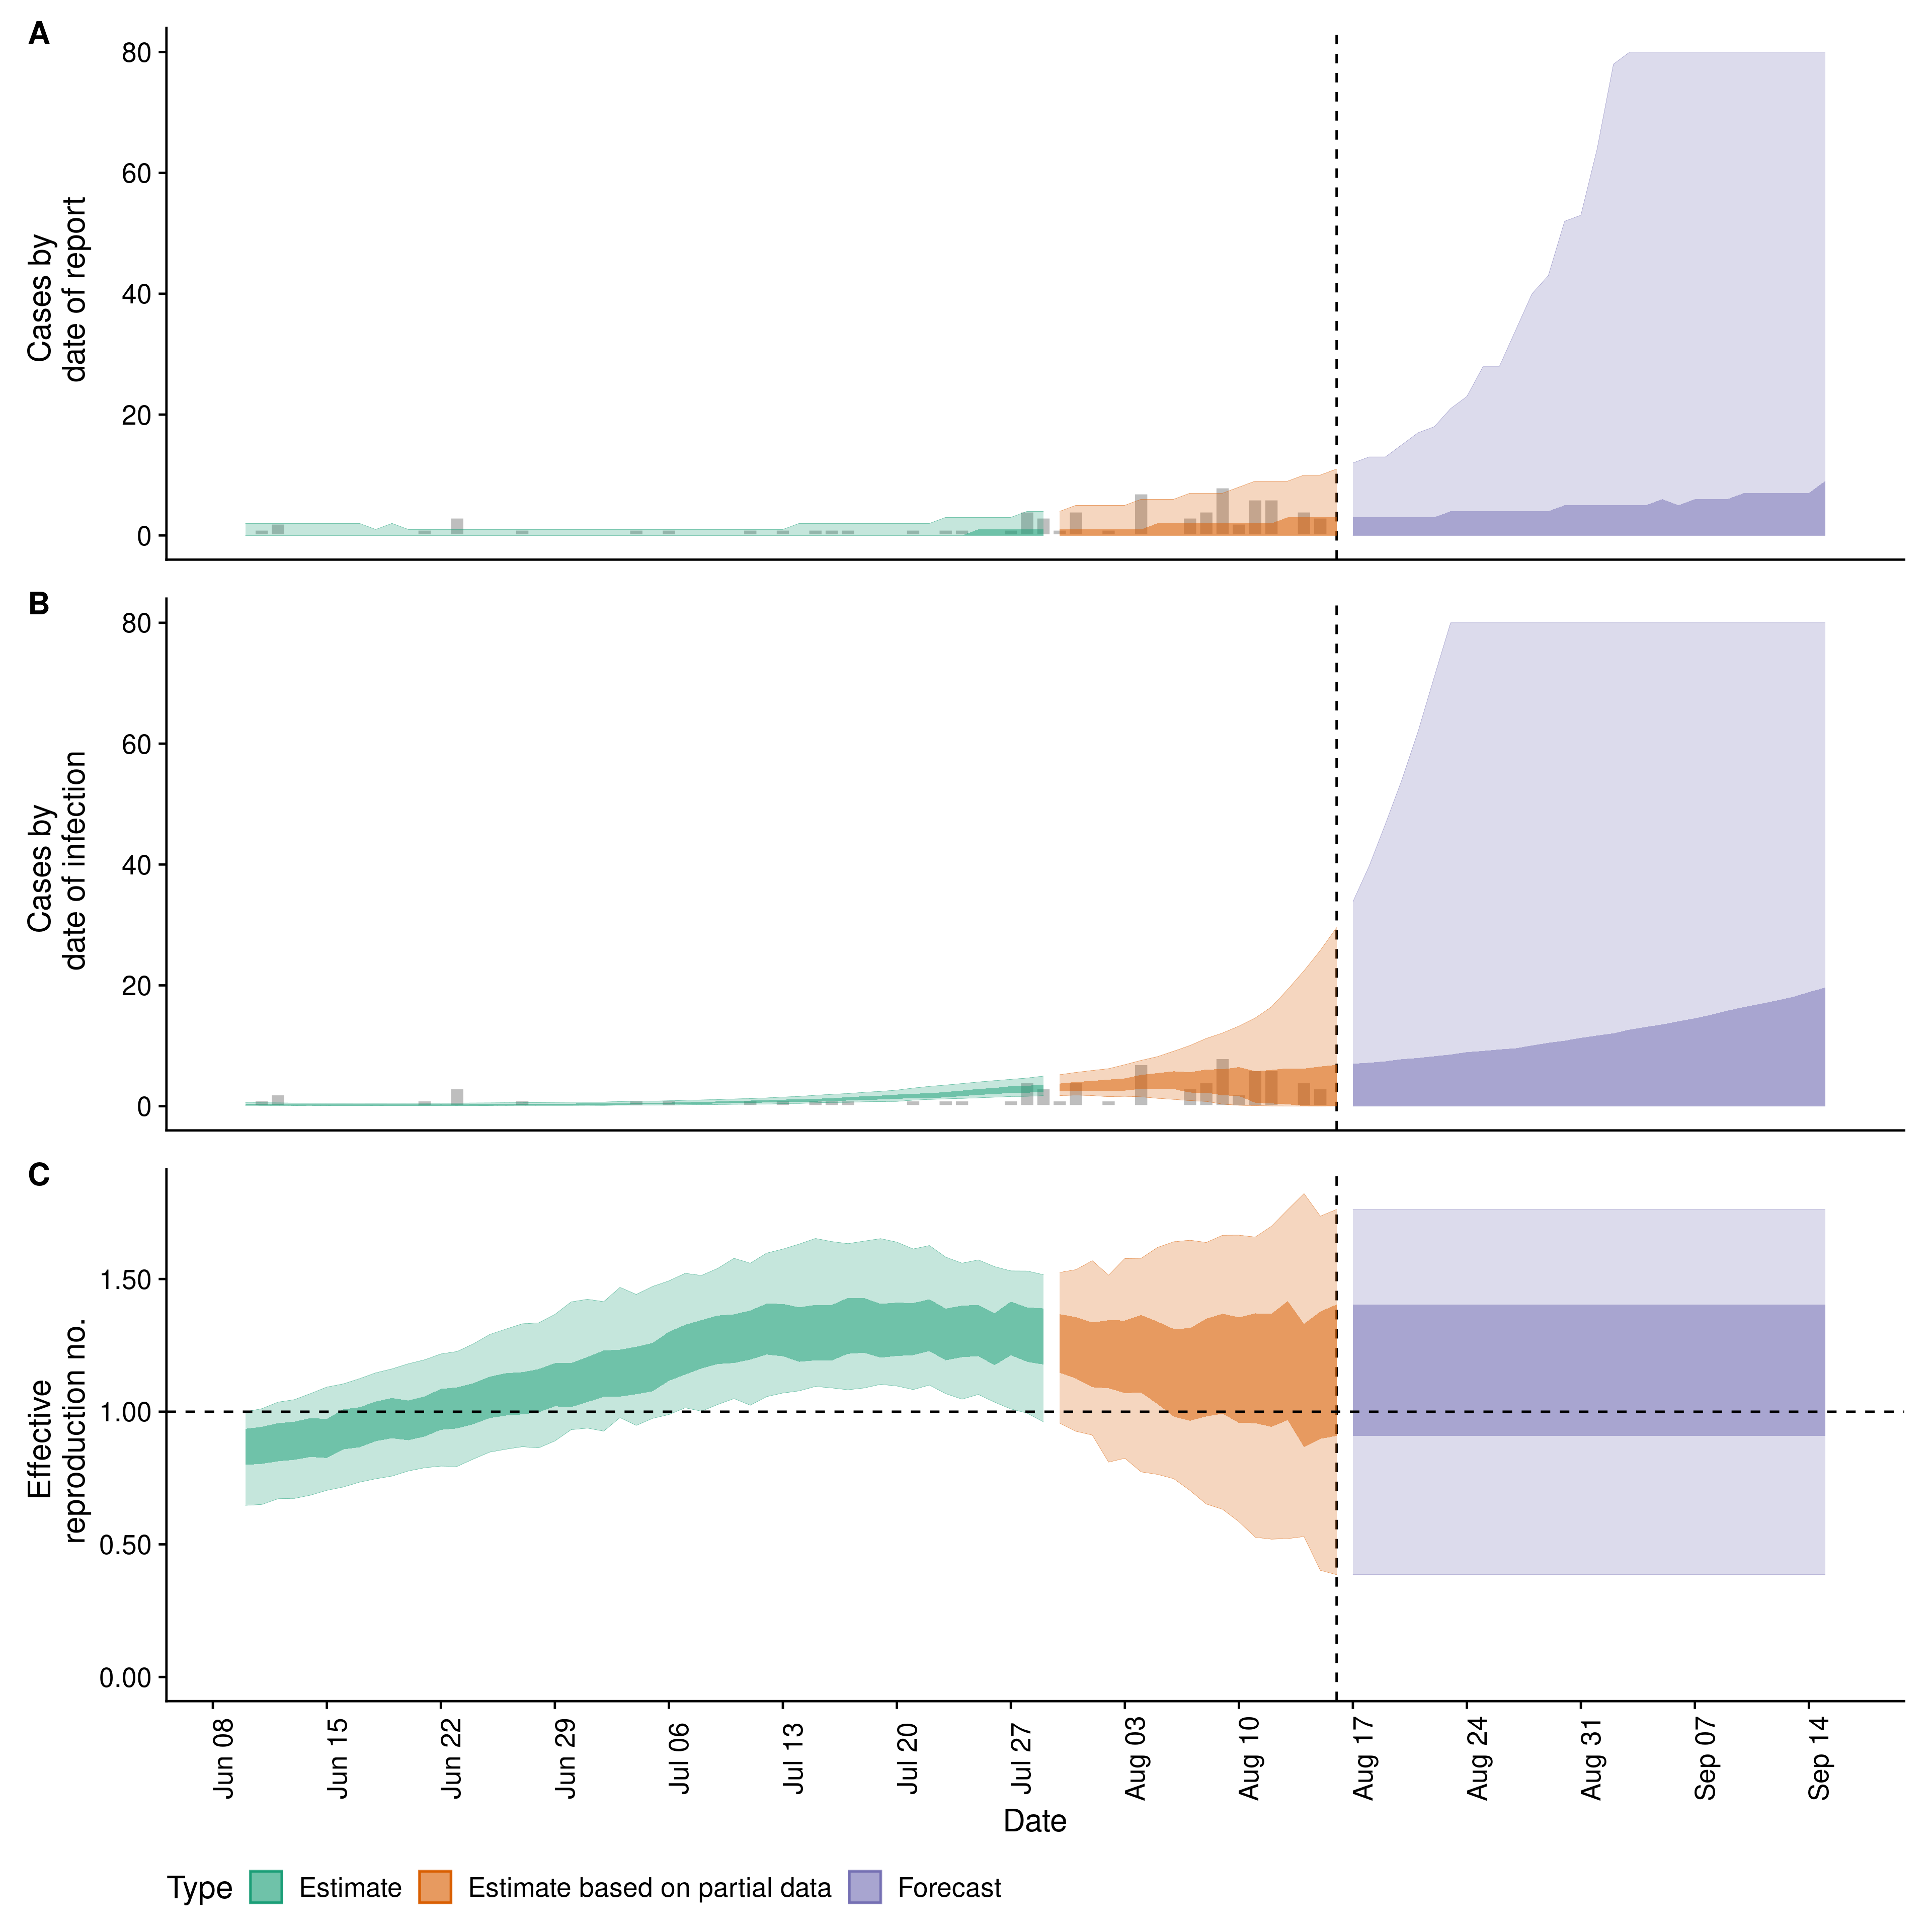 A
80
60
40
20
0
Cases by
date of report
B
80
60
40
20
0
Cases by
date of infection
C
1.50
1.00
0.50
0.00
Effective
reproduction no.
Jun 08
Jun 15
Jun 22
Jun 29
Jul 06
Jul 13
Jul 20
Jul 27
Aug 03
Aug 10
Aug 17
Aug 24
Aug 31
Sep 07
Sep 14
Date
Type Estimate Estimate based on partial data Forecast